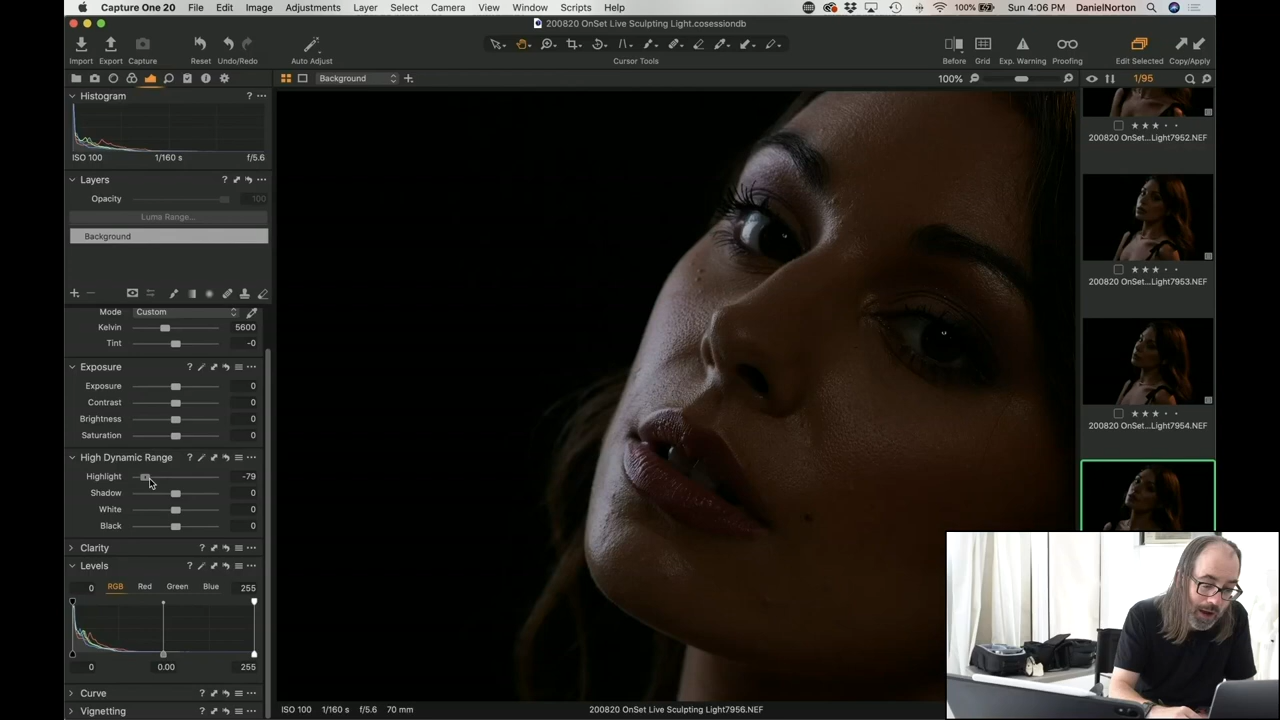 Capture One 20 File Edit Image Adjustments Layer Select Camera View Window Scripts Help 100% Sun 4:06 PM DanielNorton
200820 OnSet Live Sculpting Light.cosessiondb
Import Export Capture Reset Undo/Redo Auto Adjust Cursor Tools Before Grid Exp. Warning Proofing Edit Selected Copy/Apply
Background 100% 1/95
Histogram
ISO 100 1/160 s f/5.6
Layers
Opacity 100
Luma Range...
Background
Mode Custom
Kelvin 5600
Tint -0
Exposure
Exposure 0
Contrast 0
Brightness 0
Saturation 0
High Dynamic Range
Highlight -79
Shadow 0
White 0
Black 0
Clarity
Levels
0 RGB Red Green Blue 255
0 0.00 255
Curve
Vignetting
200820 OnSet...Light7952.NEF
200820 OnSet...Light7953.NEF
200820 OnSet...Light7954.NEF
ISO 100 1/160 s f/5.6 70 mm 200820 OnSet Live Sculpting Light7956.NEF